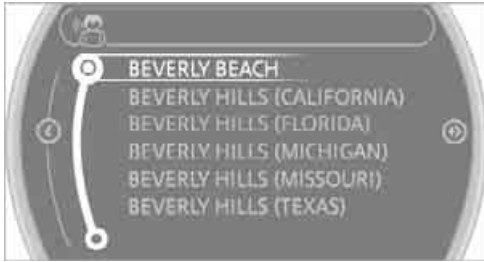 BEVERLY BEACH
BEVERLY HILLS (CALIFORNIA)
BEVERLY HILLS (FLORIDA)
BEVERLY HILLS (MICHIGAN)
BEVERLY HILLS (MISSOURI)
BEVERLY HILLS (TEXAS)